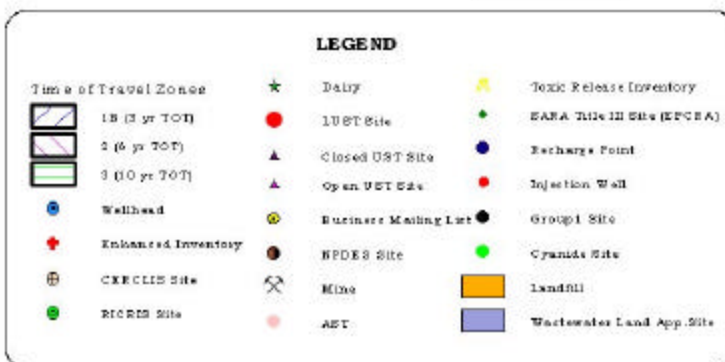 LEGEND
Time of Travel Zones
1B (3 yr TOT)
2 (6 yr TOT)
3 (10 yr TOT)
Wellhead
Enhanced Inventory
CERCLIS Site
RICRIS Site
Dairy
LUST Site
Closed UST Site
Open UST Site
Business Mailing List
NPDES Site
Mine
AST
Toxic Release Inventory
SARA Title III Site (EPCRA)
Recharge Point
Injection Well
Group1 Site
Cyanide Site
Landfill
Wastewater Land App. Site